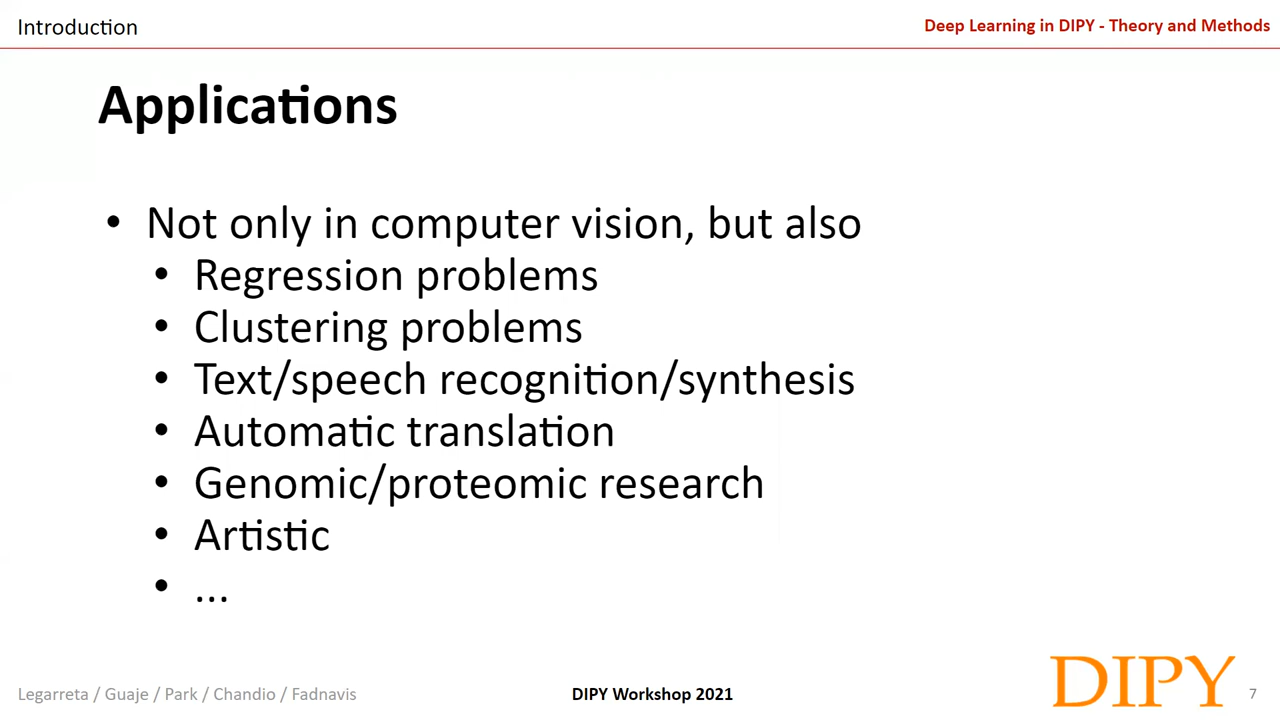 Introduction
Deep Learning in DIPY - Theory and Methods
Applications
• Not only in computer vision, but also
• Regression problems
• Clustering problems
• Text/speech recognition/synthesis
• Automatic translation
• Genomic/proteomic research
• Artistic
• ...
Legarreta / Guaje / Park / Chandio / Fadnavis
DIPY Workshop 2021
DIPY
7